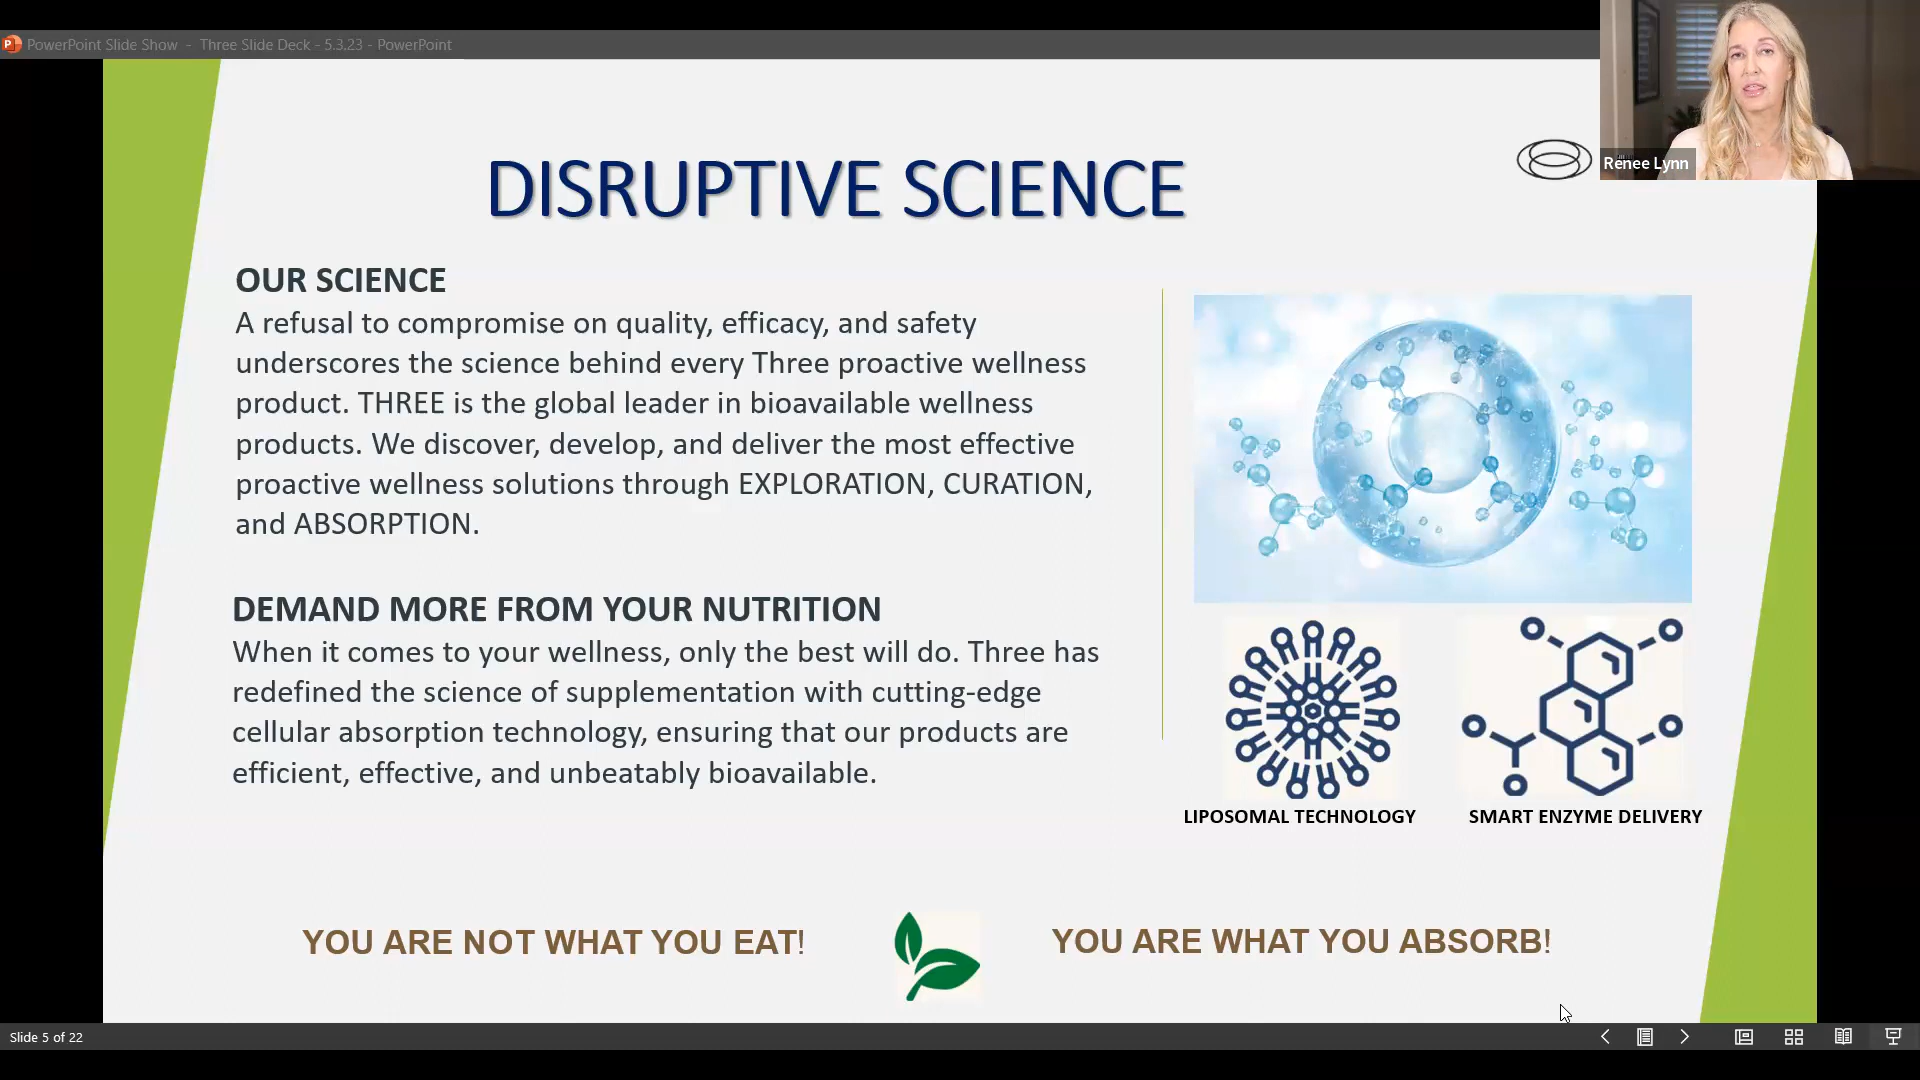 PowerPoint Slide Show - Three Slide Deck - 5.3.23 - PowerPoint
Renee Lynn
DISRUPTIVE SCIENCE
OUR SCIENCE
A refusal to compromise on quality, efficacy, and safety
underscores the science behind every Three proactive wellness
product. THREE is the global leader in bioavailable wellness
products. We discover, develop, and deliver the most effective
proactive wellness solutions through EXPLORATION, CURATION,
and ABSORPTION.
DEMAND MORE FROM YOUR NUTRITION
When it comes to your wellness, only the best will do. Three has
redefined the science of supplementation with cutting-edge
cellular absorption technology, ensuring that our products are
efficient, effective, and unbeatably bioavailable.
LIPOSOMAL TECHNOLOGY
SMART ENZYME DELIVERY
YOU ARE NOT WHAT YOU EAT!
YOU ARE WHAT YOU ABSORB!
Slide 5 of 22